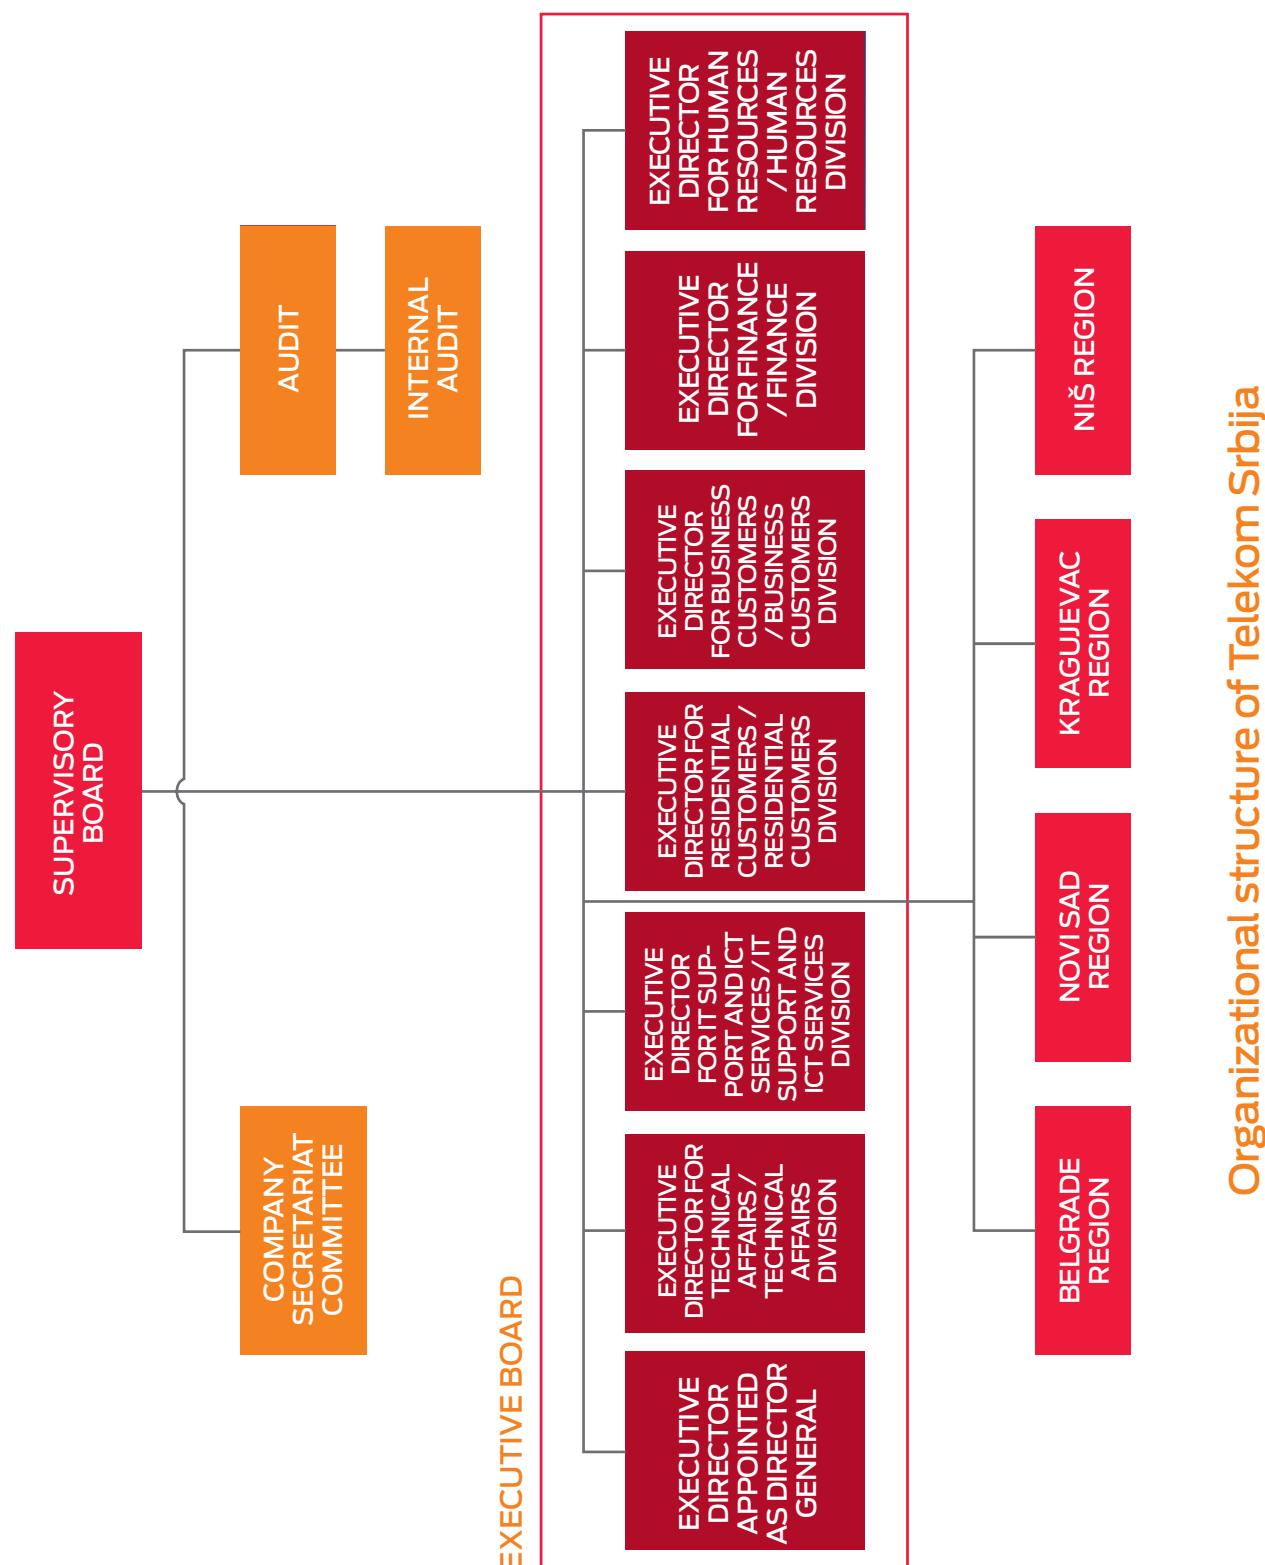 SUPERVISORY
BOARD
COMPANY
SECRETARIAT
COMMITTEE
AUDIT
INTERNAL
AUDIT
EXECUTIVE BOARD
EXECUTIVE
DIRECTOR
APPOINTED
AS DIRECTOR
GENERAL
EXECUTIVE
DIRECTOR FOR
TECHNICAL
AFFAIRS /
TECHNICAL
AFFAIRS
DIVISION
EXECUTIVE
DIRECTOR
FOR IT SUP-
PORT AND ICT
SERVICES / IT
SUPPORT AND
ICT SERVICES
DIVISION
EXECUTIVE
DIRECTOR FOR
RESIDENTIAL
CUSTOMERS /
RESIDENTIAL
CUSTOMERS
DIVISION
EXECUTIVE
DIRECTOR
FOR BUSINESS
CUSTOMERS
/ BUSINESS
CUSTOMERS
DIVISION
EXECUTIVE
DIRECTOR
FOR FINANCE
/ FINANCE
DIVISION
EXECUTIVE
DIRECTOR
FOR HUMAN
RESOURCES
/ HUMAN
RESOURCES
DIVISION
BELGRADE
REGION
NOVI SAD
REGION
KRAGUJEVAC
REGION
NIŠ REGION
Organizational structure of Telekom Srbija